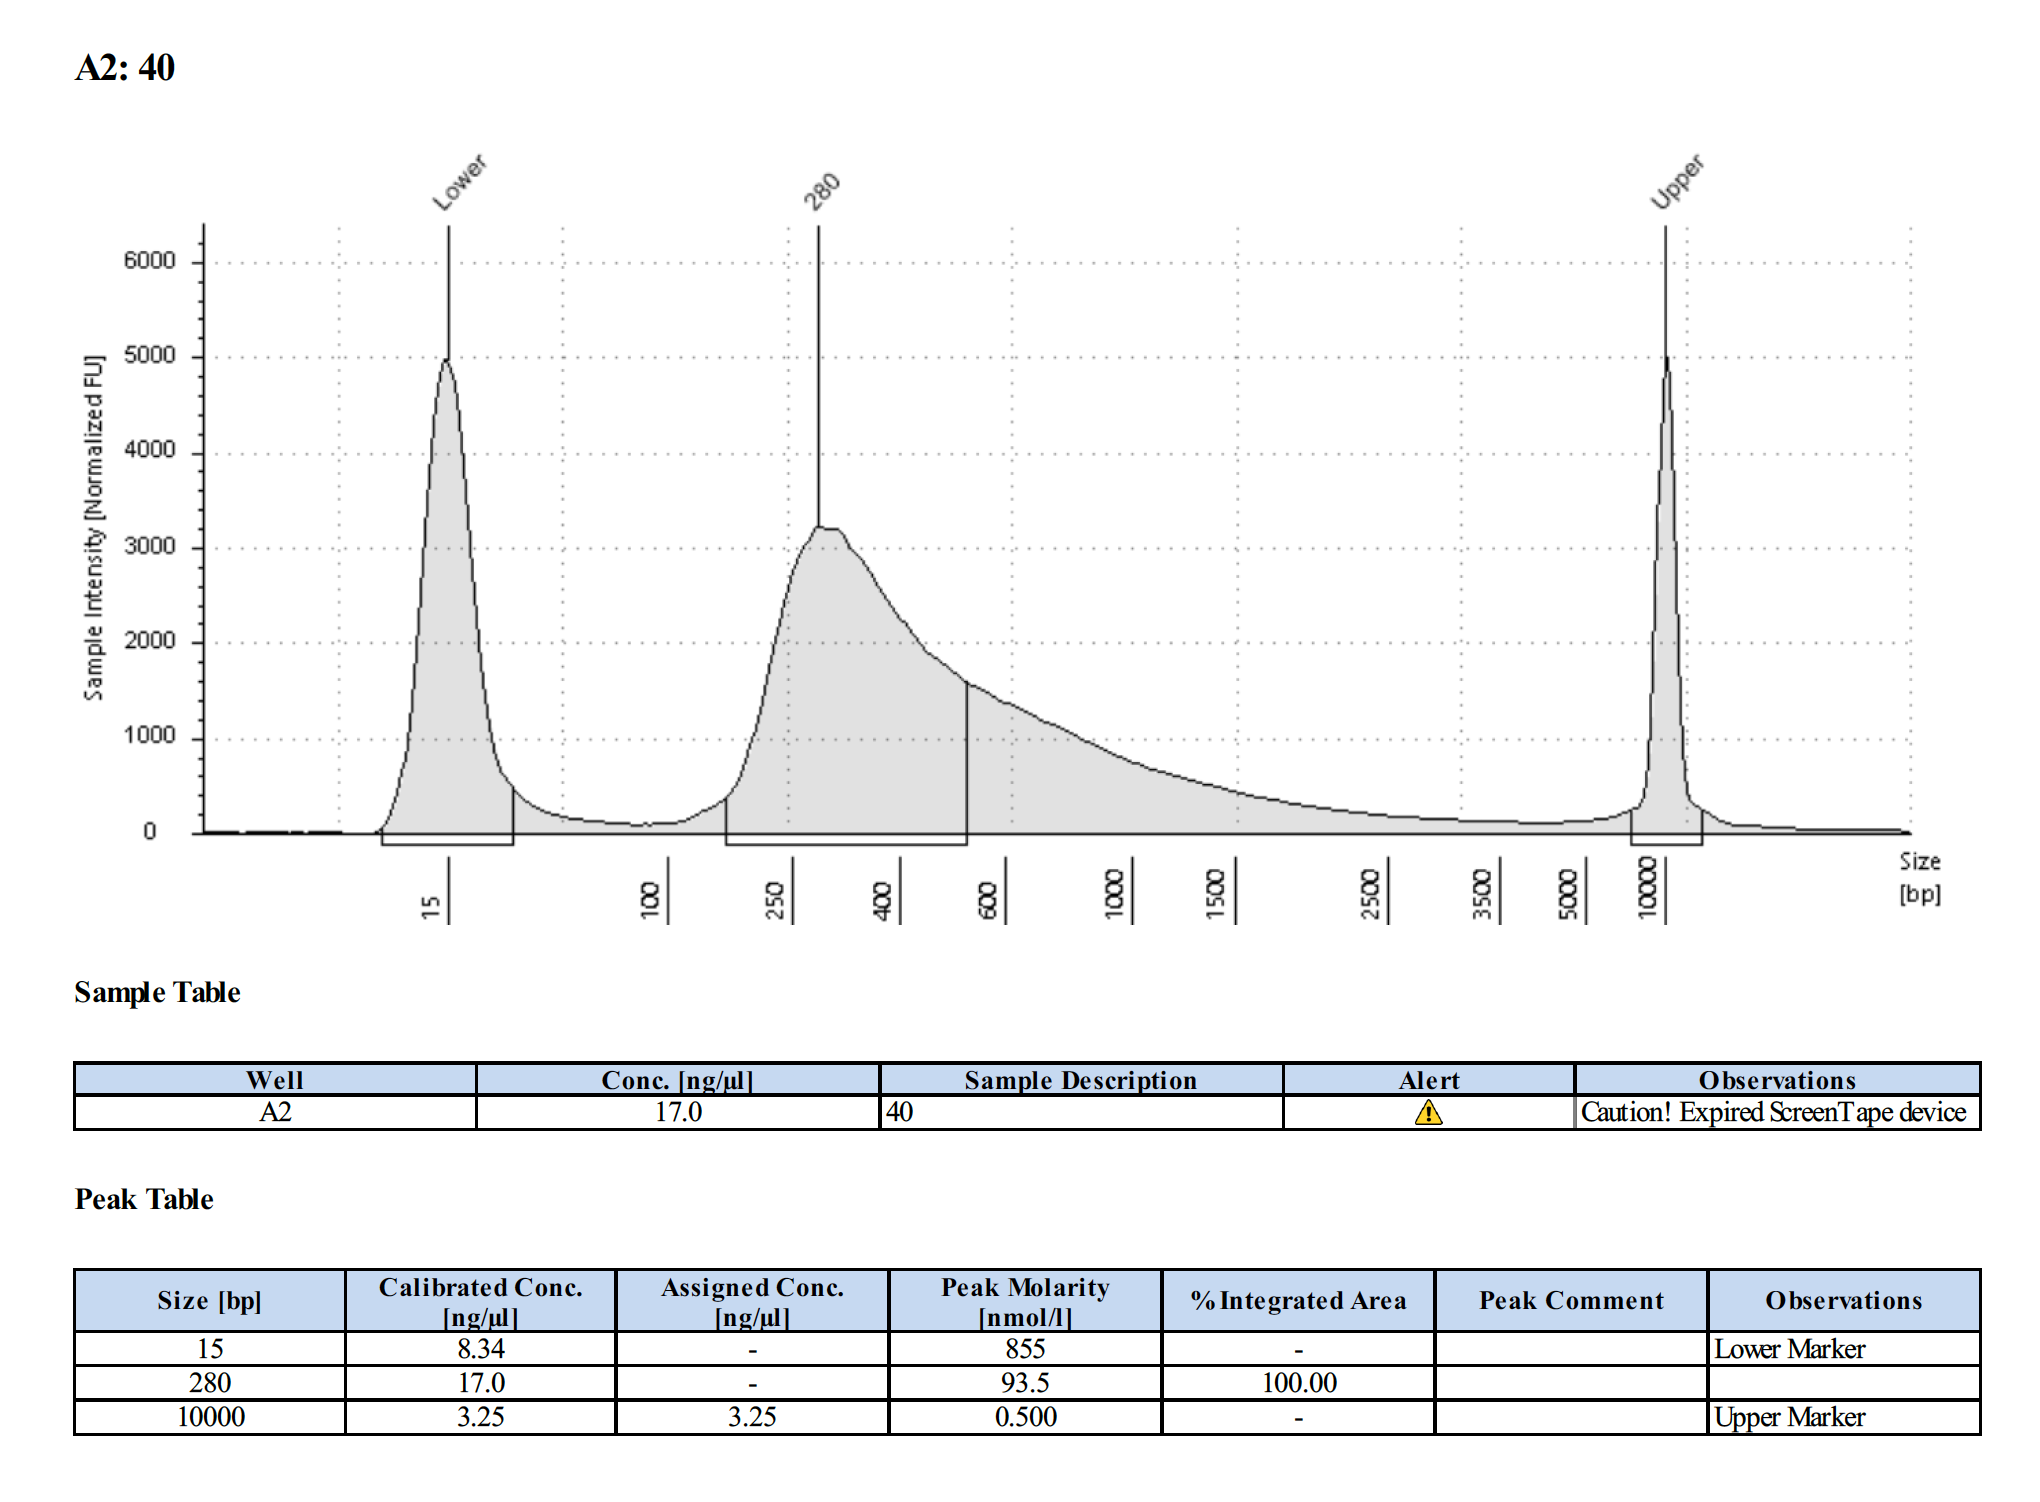 A2: 40
Lower
280
Upper
Sample Intensity [Normalized FU]
6000
5000
4000
3000
2000
1000
0
15
100
250
400
600
1000
1500
2500
3500
5000
10000
Size
[bp]
Sample Table
Well Conc. [ng/µl] Sample Description Alert Observations
A2 17.0 40 Caution! Expired ScreenTape device
Peak Table
Size [bp] Calibrated Conc. [ng/µl] Assigned Conc. [ng/µl] Peak Molarity [nmol/l] % Integrated Area Peak Comment Observations
15 8.34 - 855 - Lower Marker
280 17.0 - 93.5 100.00
10000 3.25 3.25 0.500 - Upper Marker